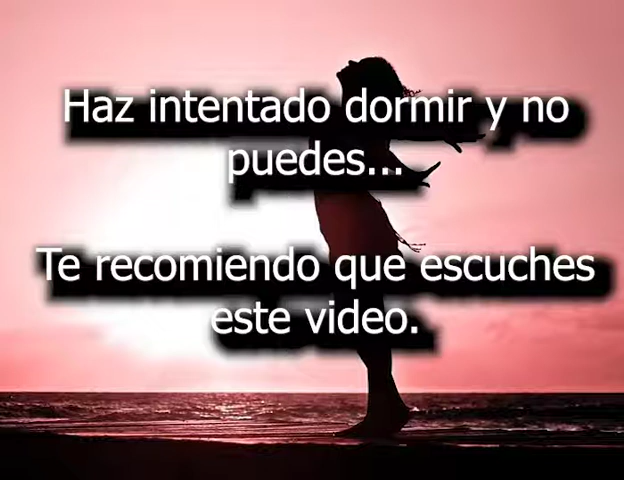 Haz intentado dormir y no
puedes...
Te recomiendo que escuches
este video.